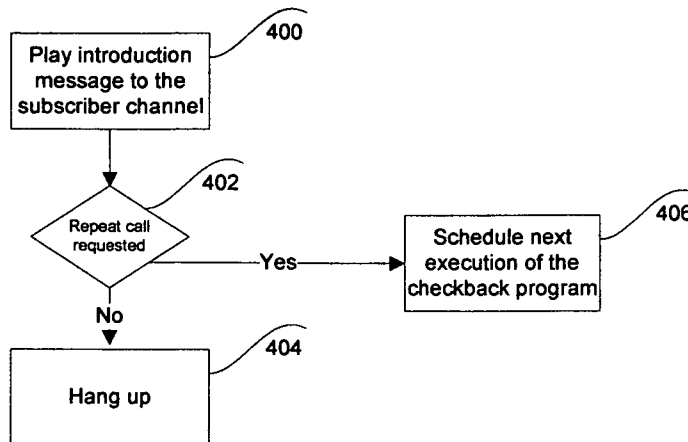 Play introduction
message to the
subscriber channel
400
Repeat call
requested
402
Yes
Schedule next
execution of the
checkback program
406
No
Hang up
404